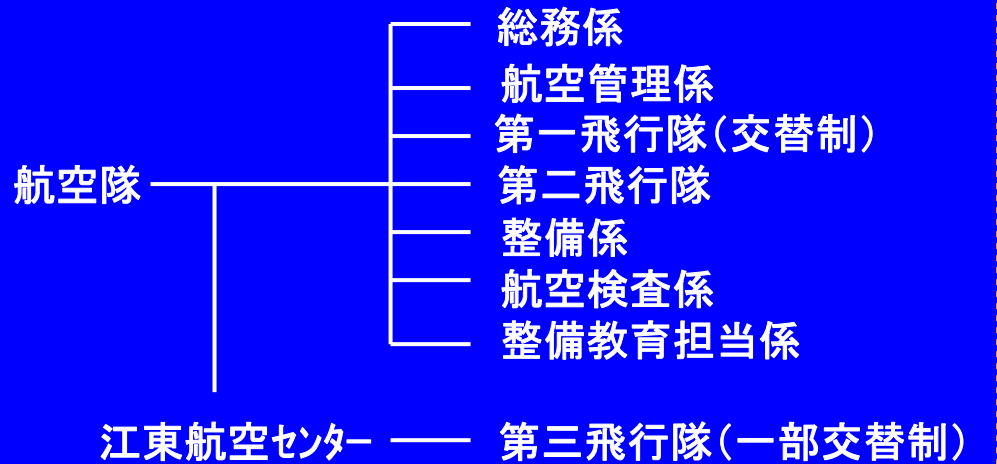 総務係
航空管理係
第一飛行隊（交替制）
航空隊
第二飛行隊
整備係
航空検査係
整備教育担当係
江東航空ｾﾝﾀｰ
第三飛行隊（一部交替制）